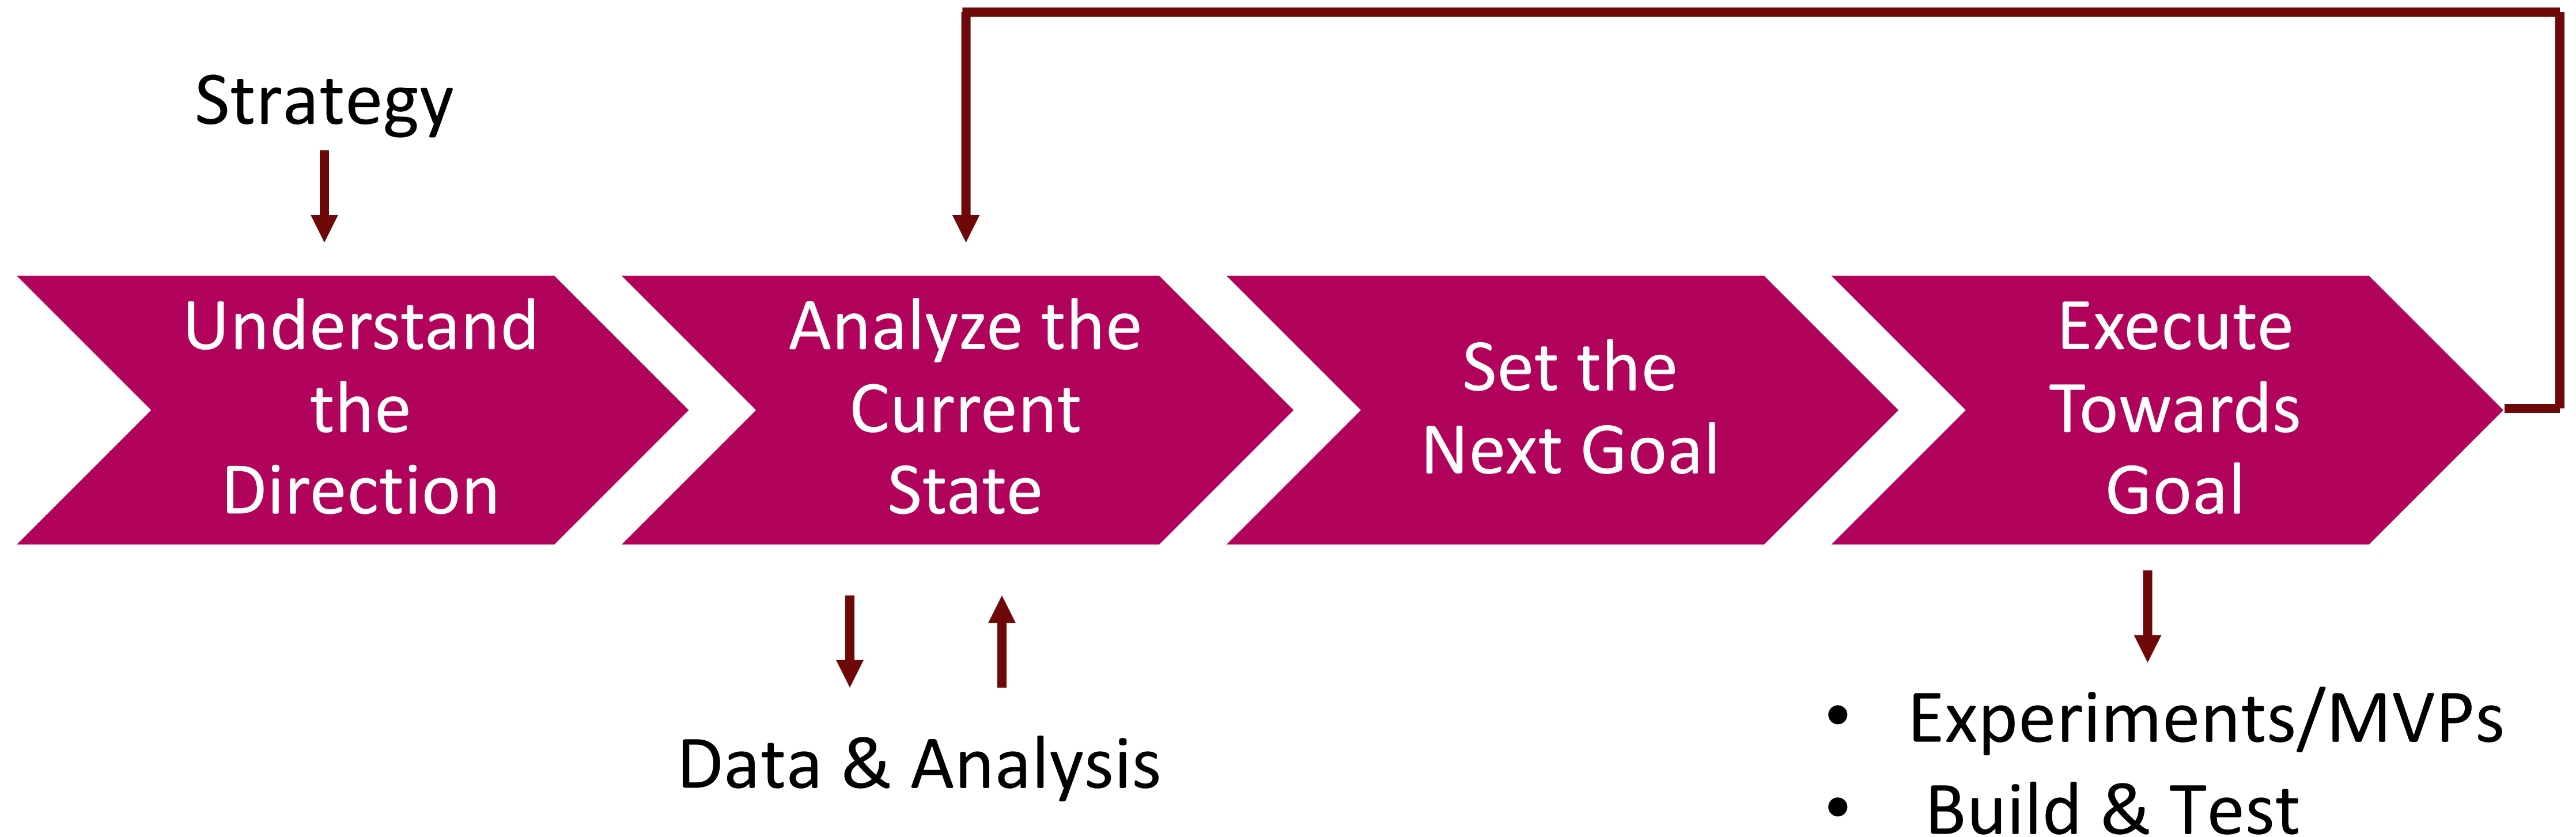 Strategy
Understand
the
Direction
Analyze the
Current
State
Set the
Next Goal
Execute
Towards
Goal
Data & Analysis
• Experiments/MVPs
• Build & Test